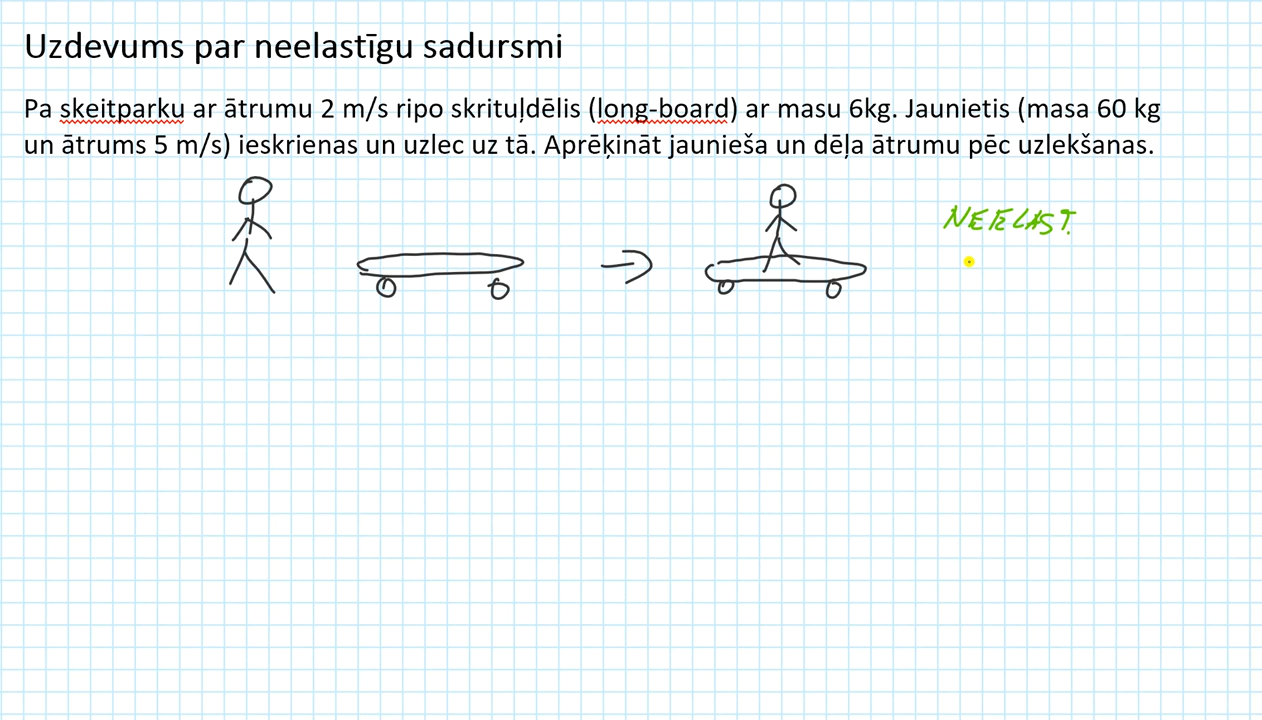 Uzdevums par neelastīgu sadursmi
Pa skeitparku ar ātrumu 2 m/s ripo skrituļdēlis (long-board) ar masu 6kg. Jaunietis (masa 60 kg
un ātrums 5 m/s) ieskrienas un uzlec uz tā. Aprēķināt jaunieša un dēļa ātrumu pēc uzlekšanas.
NEELAST.